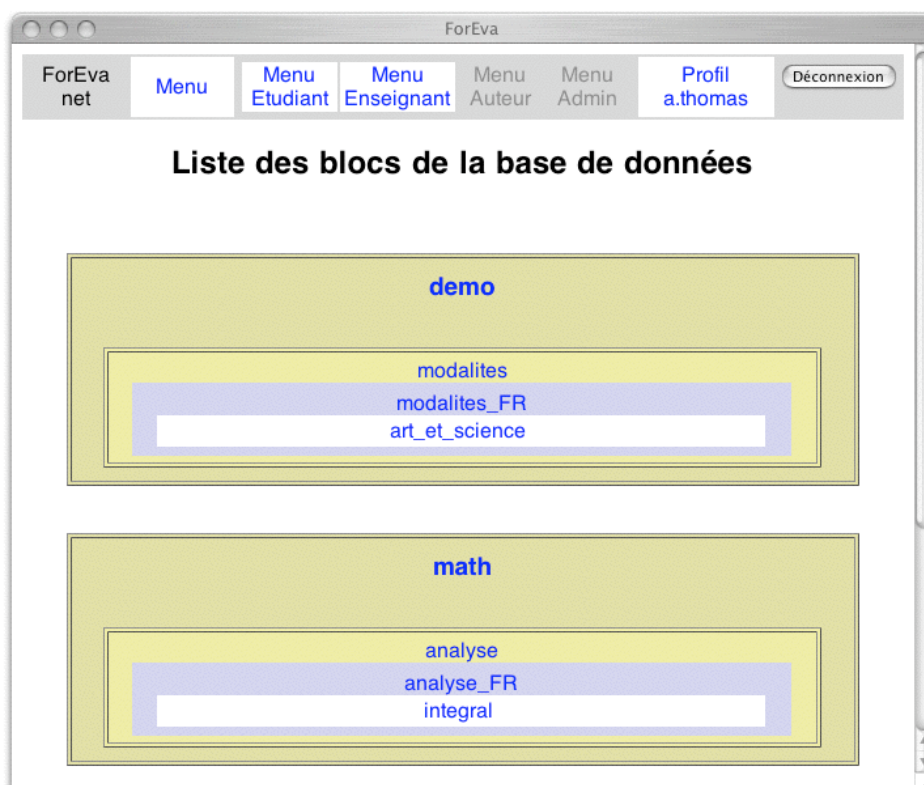 ForEva
ForEva net
Menu
Menu Etudiant
Menu Enseignant
Menu Auteur
Menu Admin
Profil a.thomas
Déconnexion
Liste des blocs de la base de données
demo
modalites
modalites_FR
art_et_science
math
analyse
analyse_FR
integral